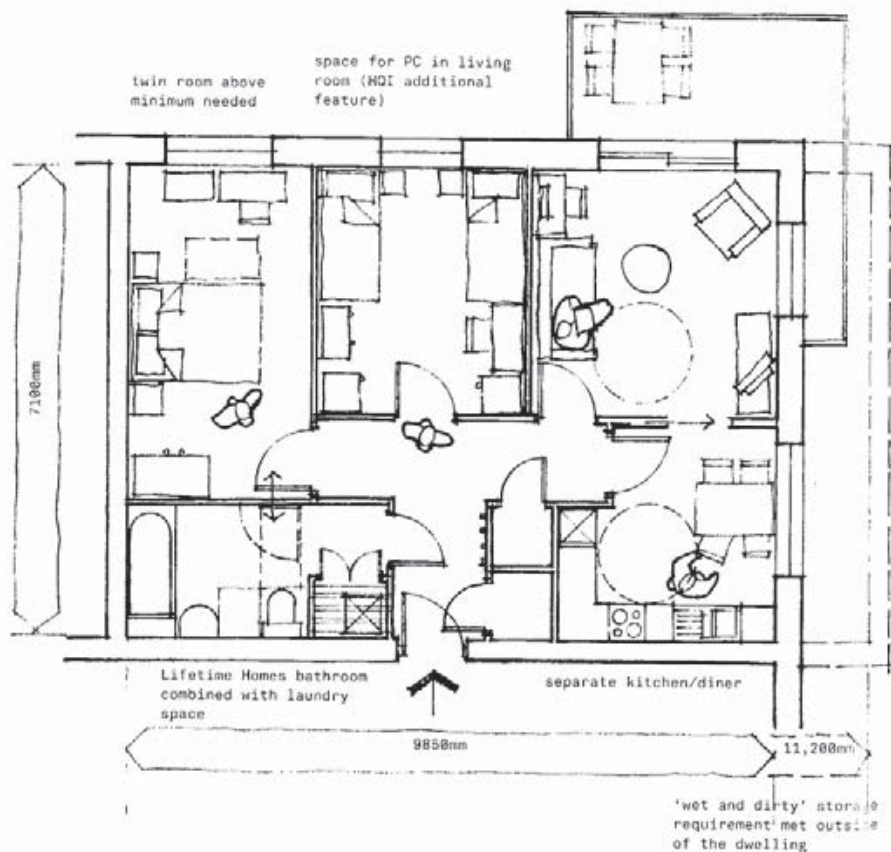 twin room above
minimum needed
space for PC in living
room (HQI additional
feature)
7100mm
Lifetime Homes bathroom
combined with laundry
space
separate kitchen/diner
9850mm
11,200mm
'wet and dirty' storage
requirement met outside
of the dwelling